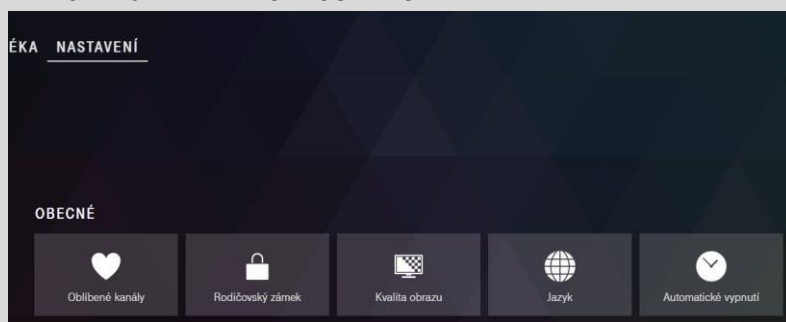 ÉKA NASTAVENÍ
OBECNÉ
Oblíbené kanály Rodičovský zámek Kvalita obrazu Jazyk Automatické vypnutí